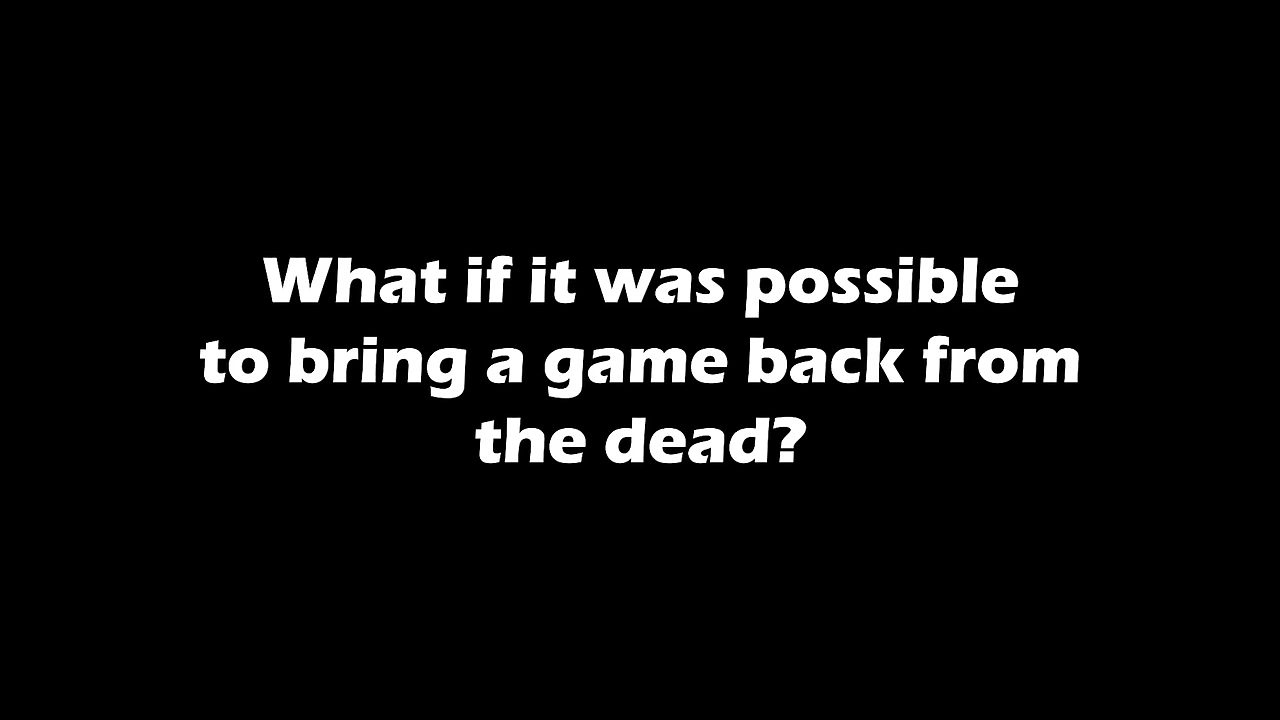 What if it was possible
to bring a game back from
the dead?